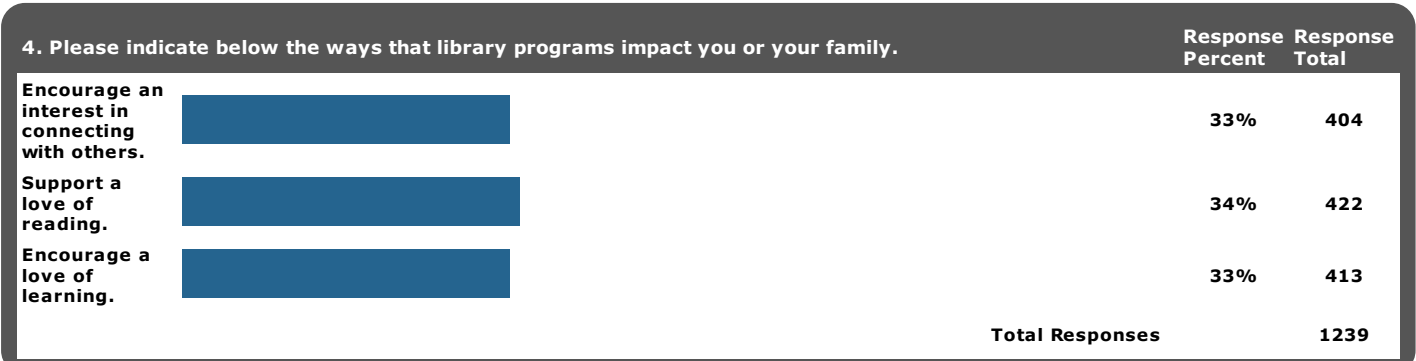 4. Please indicate below the ways that library programs impact you or your family.
Response Percent
Response Total
Encourage an
interest in
connecting
with others.
33%
404
Support a
love of
reading.
34%
422
Encourage a
love of
learning.
33%
413
Total Responses
1239